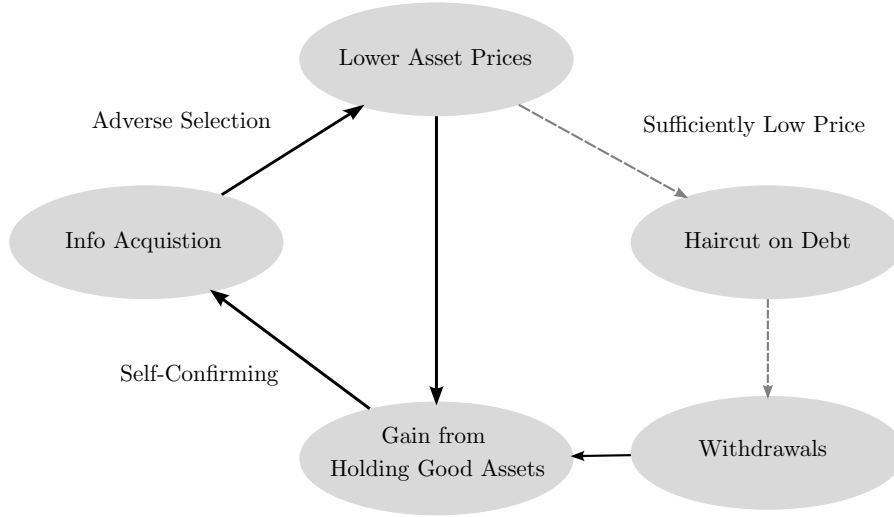 Lower Asset Prices
Adverse Selection
Sufficiently Low Price
Info Acquistion
Haircut on Debt
Self-Confirming
Gain from
Holding Good Assets
Withdrawals